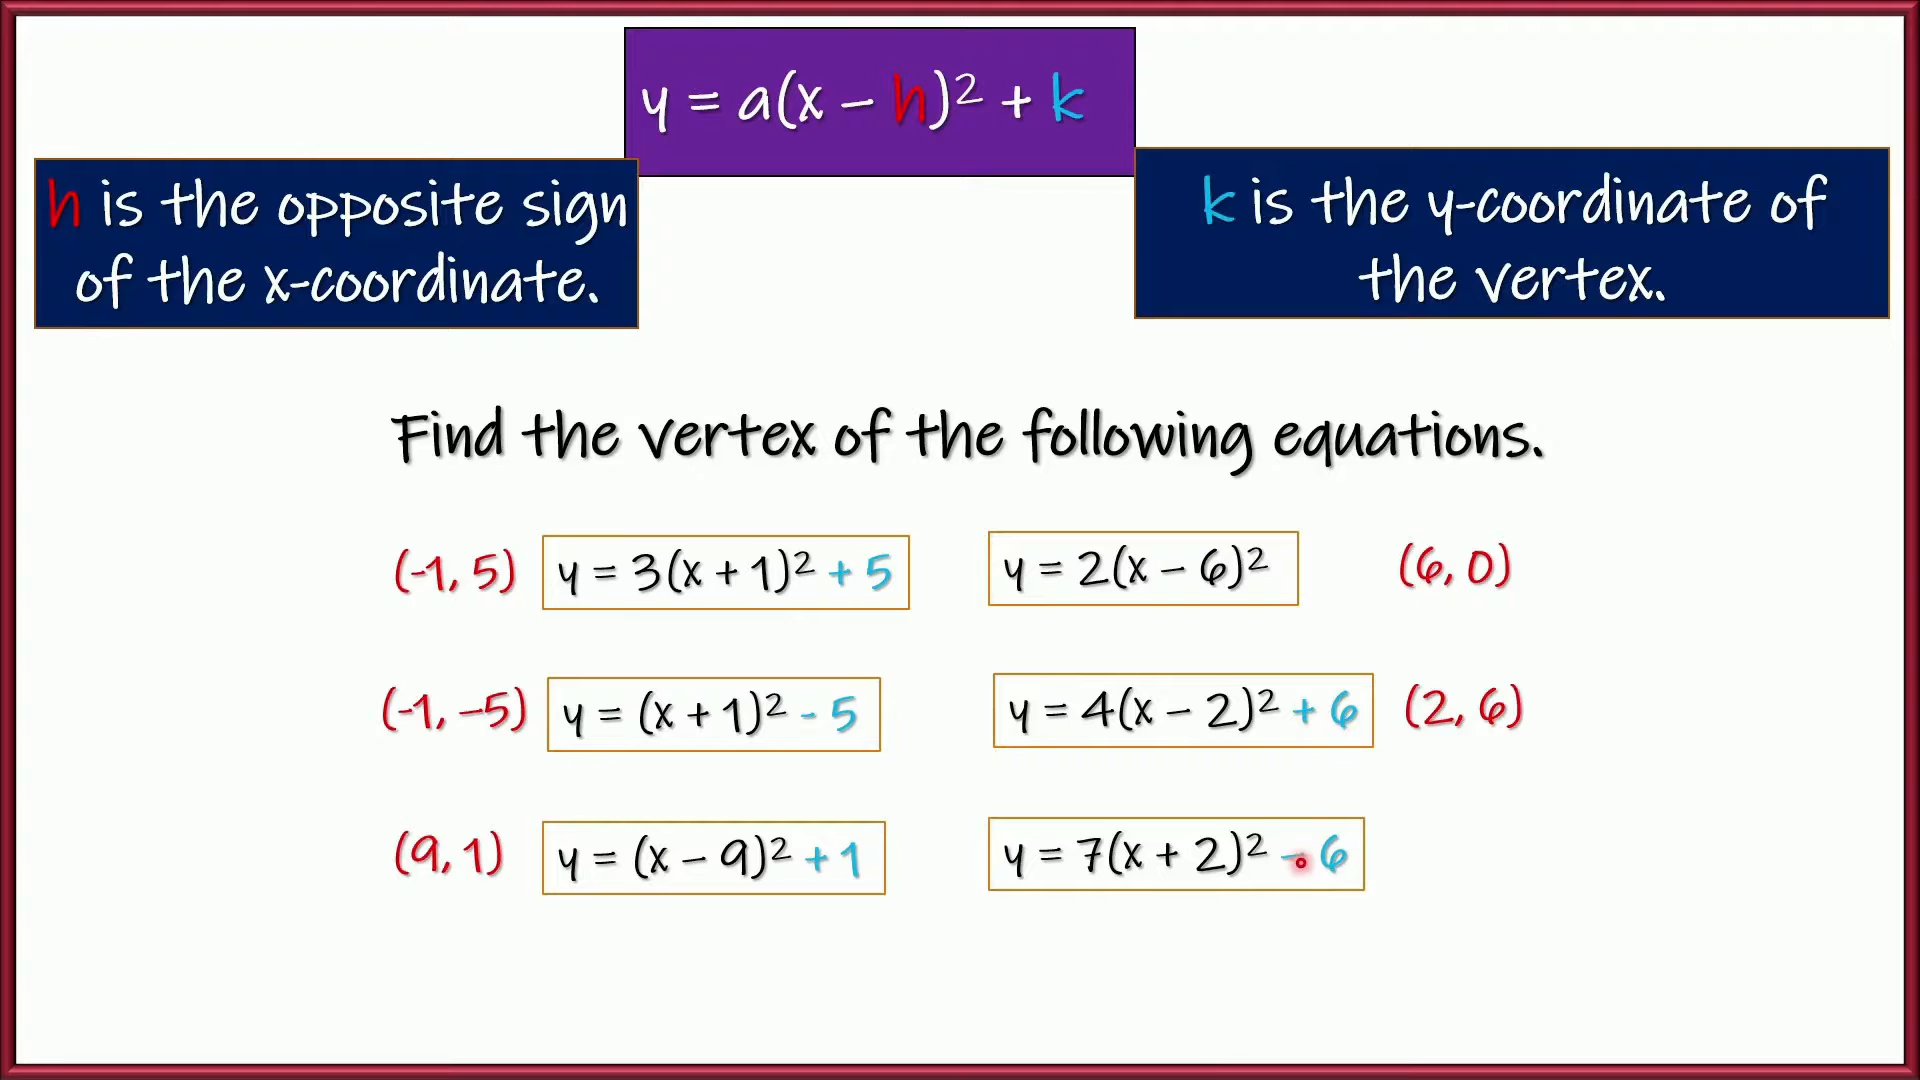 y = a(x – h)² + k
h is the opposite sign
of the x-coordinate.
k is the y-coordinate of
the vertex.
Find the vertex of the following equations.
(-1, 5) y = 3(x + 1)² + 5
y = 2(x – 6)² (6, 0)
(-1, –5) y = (x + 1)² - 5
y = 4(x – 2)² + 6 (2, 6)
(9, 1) y = (x – 9)² + 1
y = 7(x + 2)² – 6